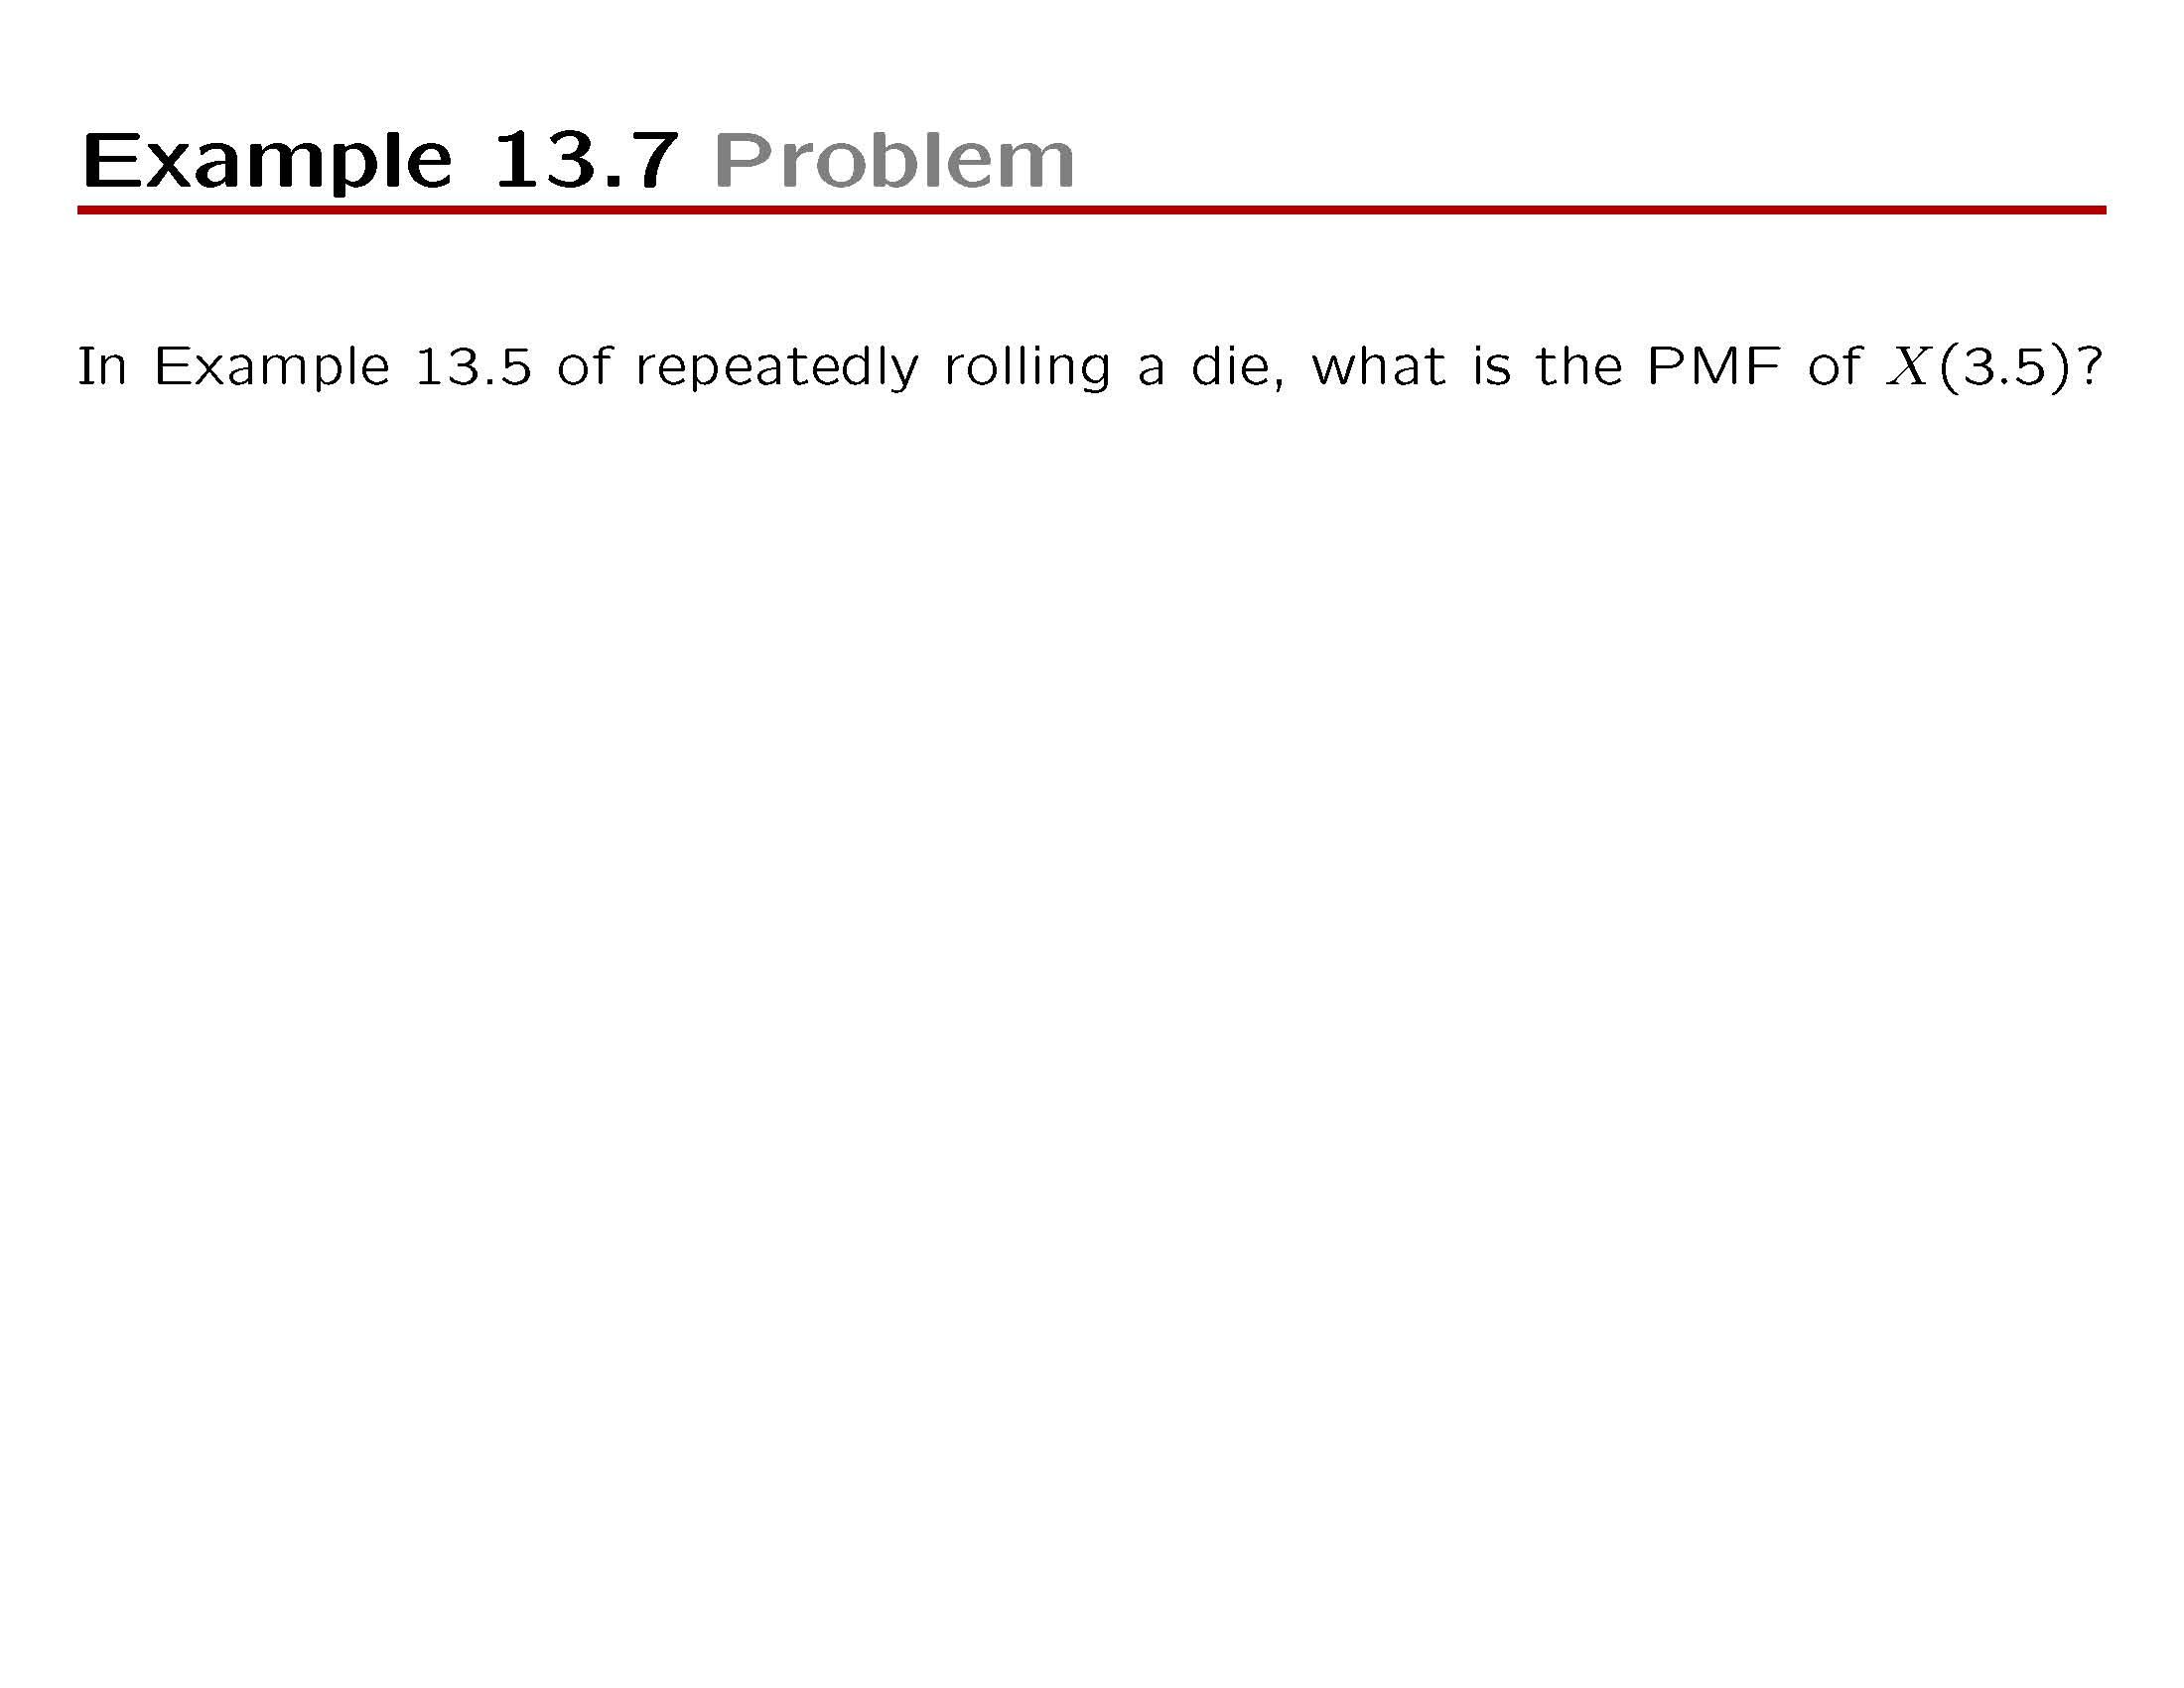 Example 13.7 Problem
In Example 13.5 of repeatedly rolling a die, what is the PMF of X(3.5)?